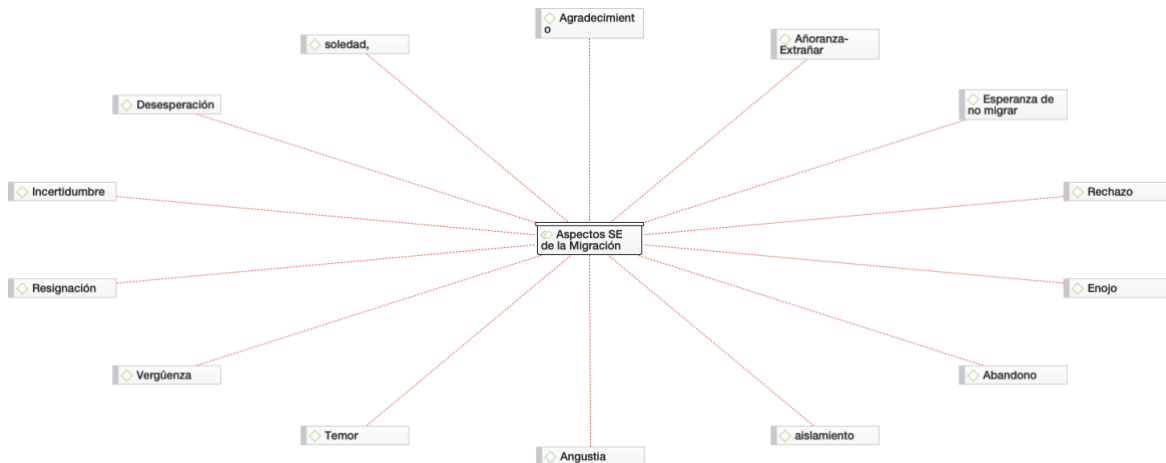 Agradecimient
o
soledad,
Añoranza-
Extrañar
Desesperación
Esperanza de
no migrar
Incertidumbre
Rechazo
Aspectos SE
de la Migración
Resignación
Enojo
Vergûenza
Abandono
Temor
aislamiento
Angustia